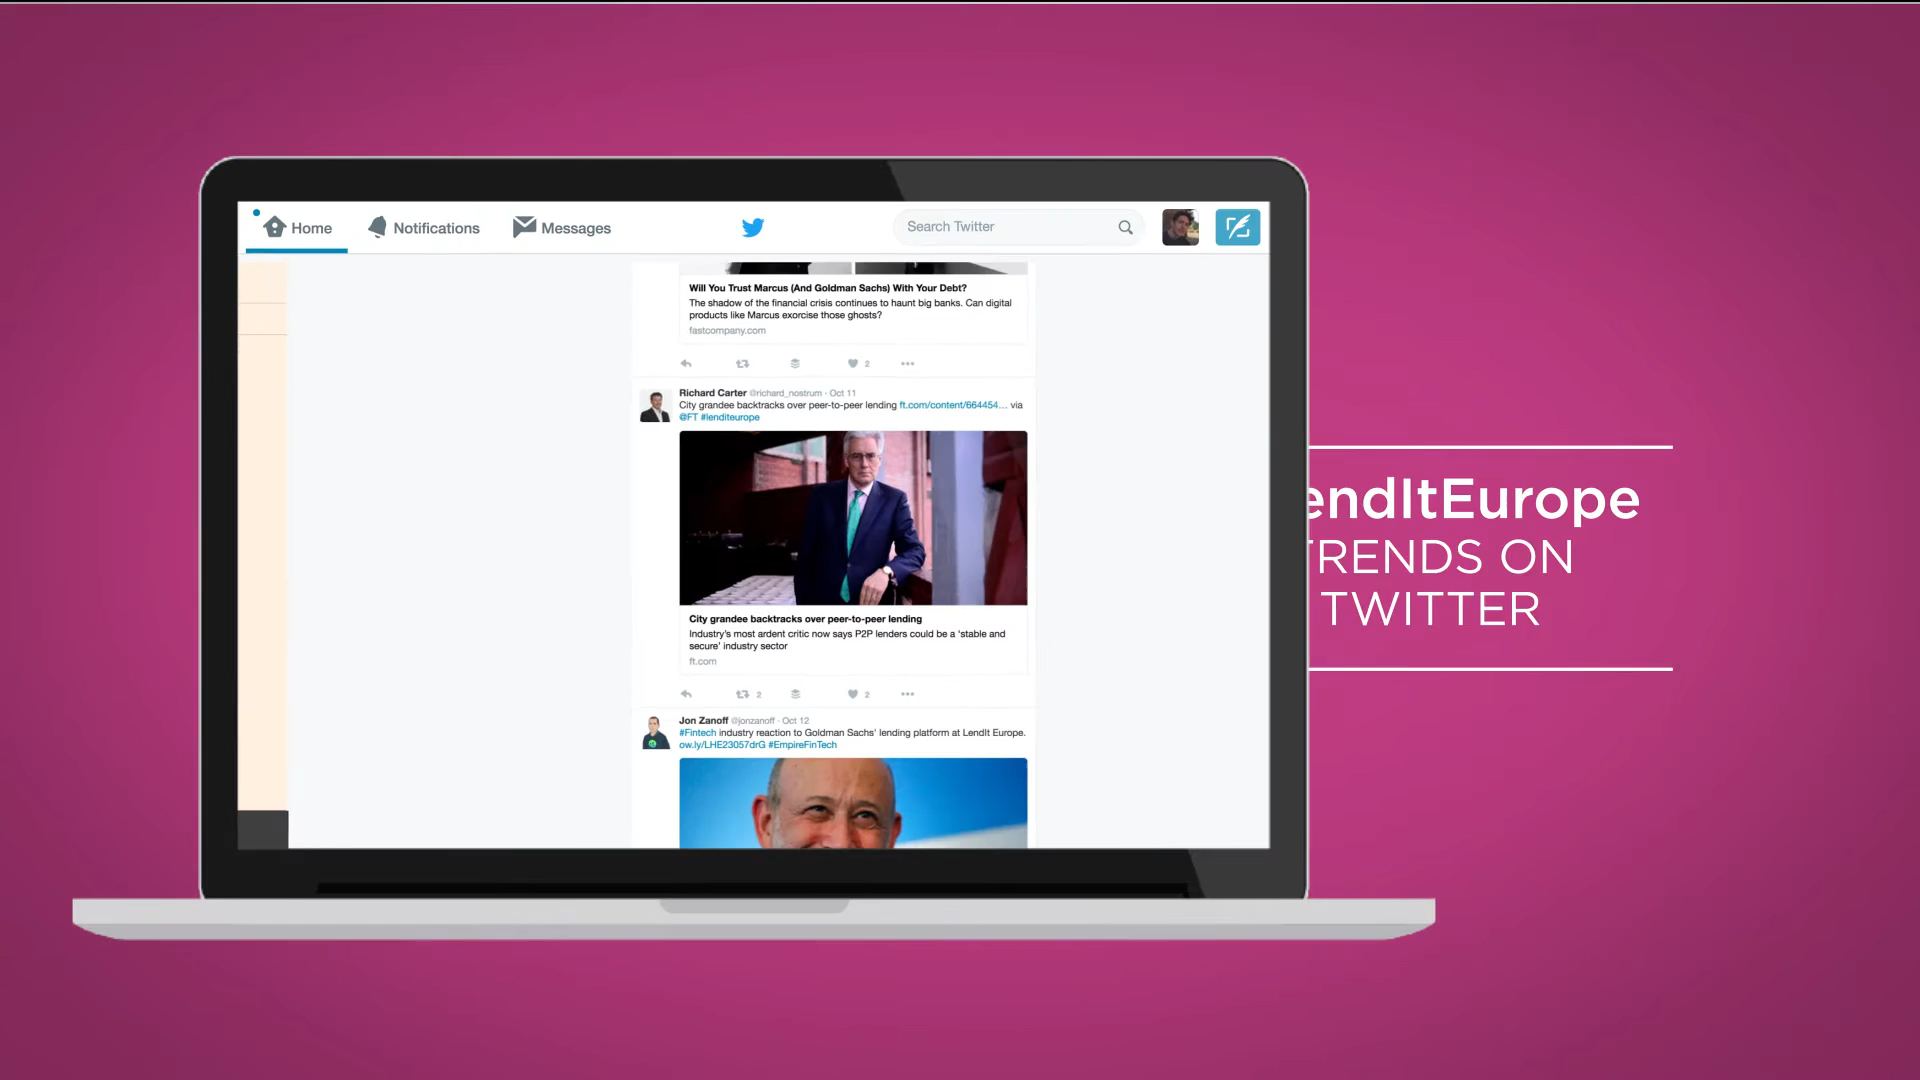 Home
Notifications
Messages
Search Twitter
Will You Trust Marcus (And Goldman Sachs) With Your Debt?
The shadow of the financial crisis continues to haunt big banks. Can digital
products like Marcus exorcise those ghosts?
fastcompany.com
2
Richard Carter @richard_nostrum · Oct 11
City grandee backtracks over peer-to-peer lending ft.com/content/664454... via
@FT #lenditeurope
City grandee backtracks over peer-to-peer lending
Industry's most ardent critic now says P2P lenders could be a 'stable and
secure' industry sector
ft.com
2 2
Jon Zanoff @jonzanoff · Oct 12
#Fintech industry reaction to Goldman Sachs' lending platform at LendIt Europe.
ow.ly/LHE23057drG #EmpireFinTech
endItEurope
TRENDS ON
TWITTER